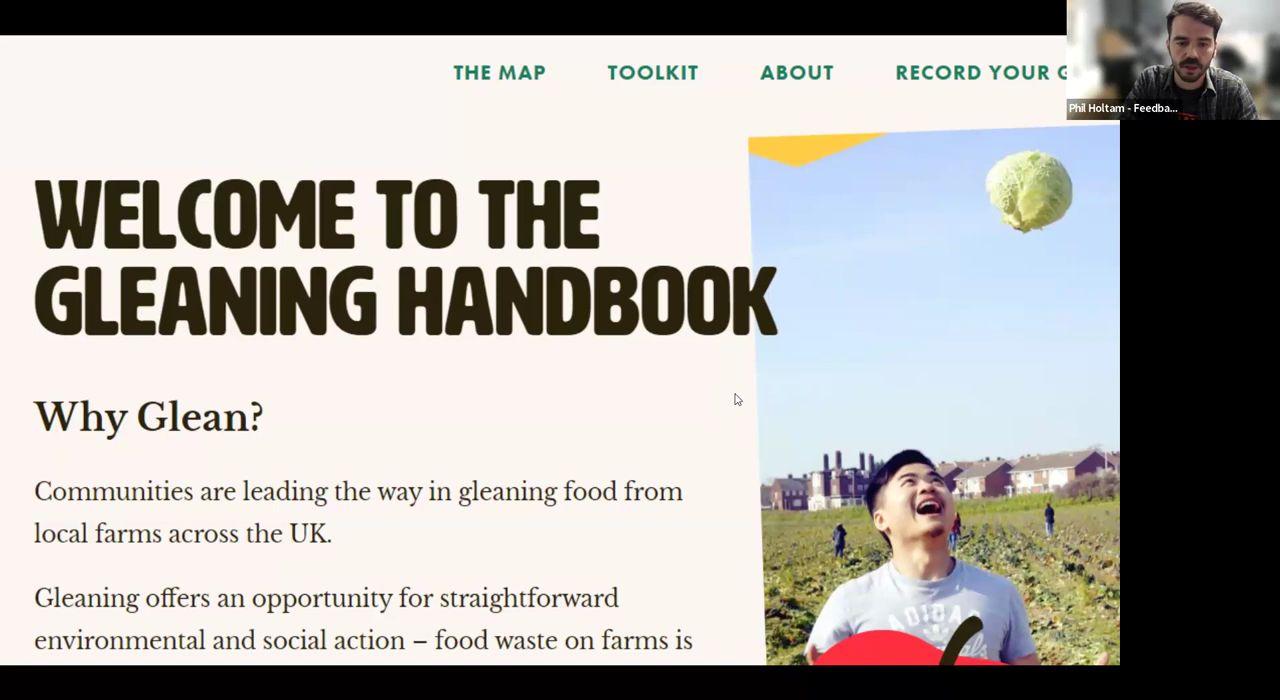 THE MAP TOOLKIT ABOUT RECORD YOUR G
Phil Holtam - Feedba...
WELCOME TO THE
GLEANING HANDBOOK
Why Glean?
Communities are leading the way in gleaning food from
local farms across the UK.
Gleaning offers an opportunity for straightforward
environmental and social action – food waste on farms is
ADIDAS